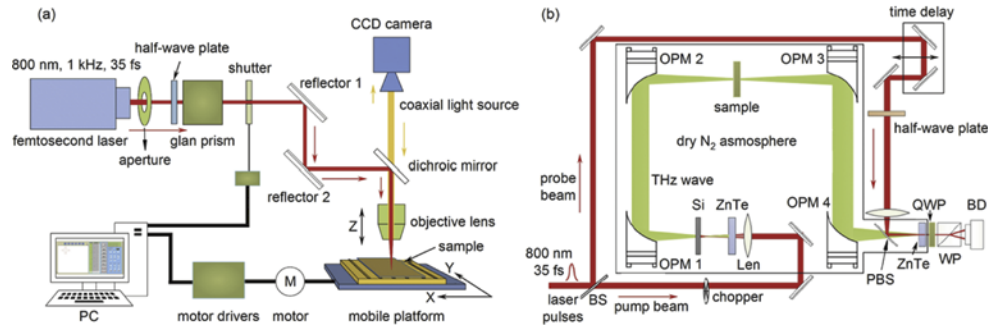 (a)
CCD camera
half-wave plate
800 nm, 1 kHz, 35 fs
shutter
reflector 1
coaxial light source
femtosecond laser
glan prism
aperture
dichroic mirror
reflector 2
Z
objective lens
sample
Y
X
M
PC
motor drivers
motor
mobile platform
(b)
time delay
OPM 2
OPM 3
sample
half-wave plate
dry N2 asmosphere
probe
beam
THz wave
Si
ZnTe
OPM 4
QWP
BD
800 nm
35 fs
OPM 1
Len
ZnTe
WP
PBS
laser
pulses
BS
pump beam
chopper